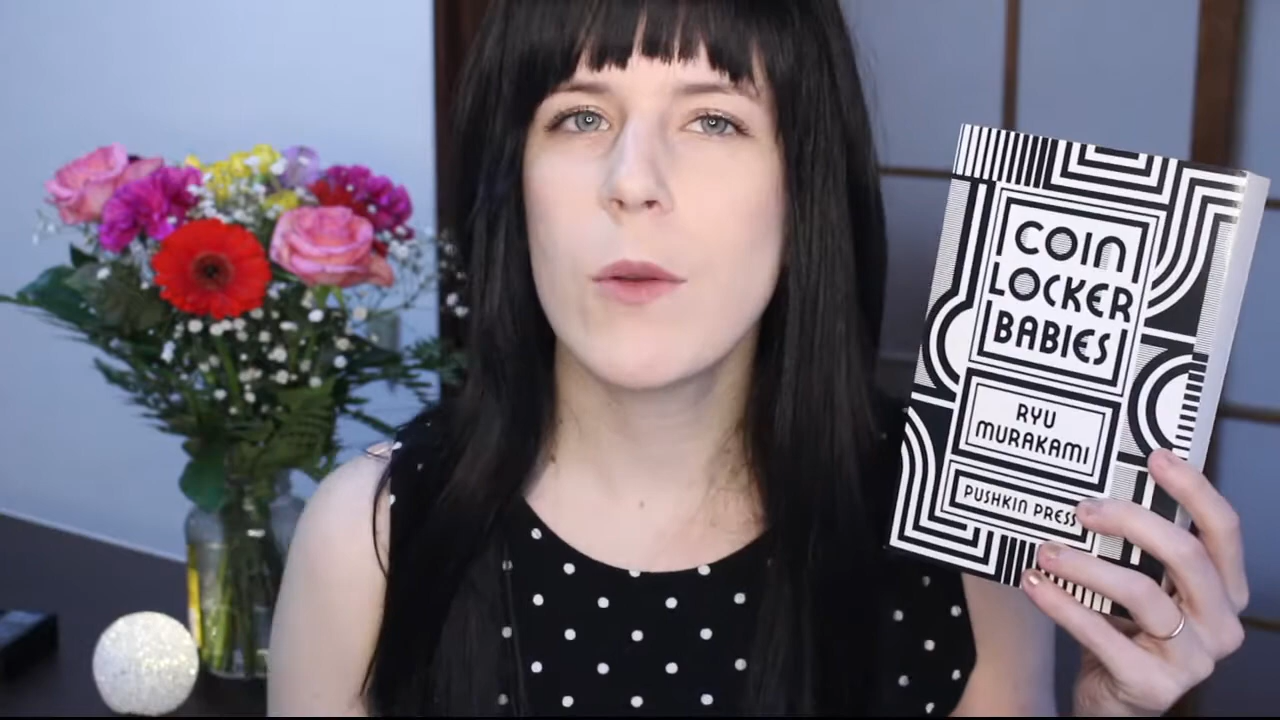 COIN
LOCKER
BABIES
RYU
MURAKAMI
PUSHKIN PRESS